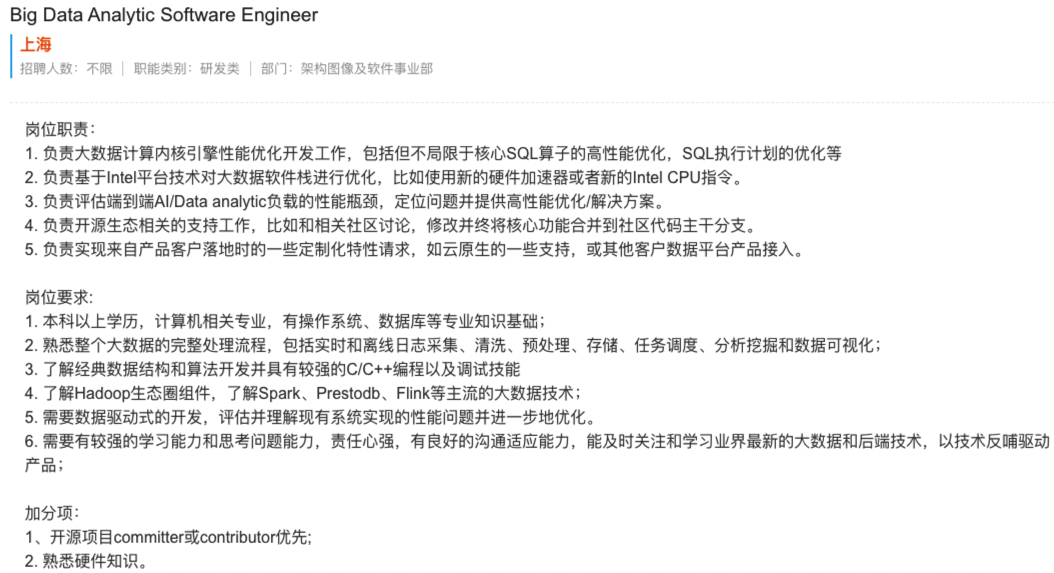 Big Data Analytic Software Engineer
上海
招聘人数：不限 | 职能类别：研发类 | 部门：架构图像及软件事业部
岗位职责：
1. 负责大数据计算内核引擎性能优化开发工作，包括但不局限于核心SQL算子的高性能优化，SQL执行计划的优化等
2. 负责基于Intel平台技术对大数据软件栈进行优化，比如使用新的硬件加速器或者新的Intel CPU指令。
3. 负责评估端到端AI/Data analytic负载的性能瓶颈，定位问题并提供高性能优化/解决方案。
4. 负责开源生态相关的支持工作，比如和相关社区讨论，修改并终将核心功能合并到社区代码主干分支。
5. 负责实现来自产品客户落地时的一些定制化特性请求，如云原生的一些支持，或其他客户数据平台产品接入。
岗位要求:
1. 本科以上学历，计算机相关专业，有操作系统、数据库等专业知识基础；
2. 熟悉整个大数据的完整处理流程，包括实时和离线日志采集、清洗、预处理、存储、任务调度、分析挖掘和数据可视化；
3. 了解经典数据结构和算法开发并具有较强的C/C++编程以及调试技能
4. 了解Hadoop生态圈组件，了解Spark、Prestodb、Flink等主流的大数据技术；
5. 需要数据驱动式的开发，评估并理解现有系统实现的性能问题并进一步地优化。
6. 需要有较强的学习能力和思考问题能力，责任心强，有良好的沟通适应能力，能及时关注和学习业界最新的大数据和后端技术，以技术反哺驱动
产品；
加分项：
1、开源项目committer或contributor优先;
2. 熟悉硬件知识。